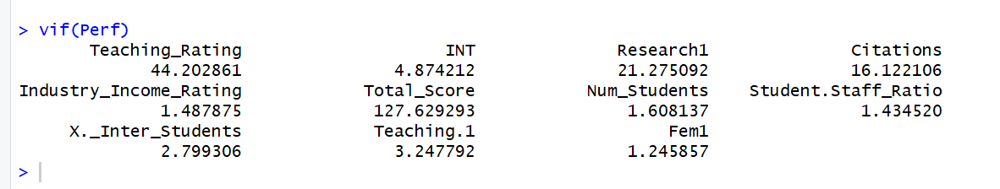 > vif(Perf)
Teaching_Rating INT Research1 Citations
44.202861 4.874212 21.275092 16.122106
Industry_Income_Rating Total_Score Num_Students Student.Staff_Ratio
1.487875 127.629293 1.608137 1.434520
X._Inter_Students Teaching.1 Fem1
2.799306 3.247792 1.245857
>